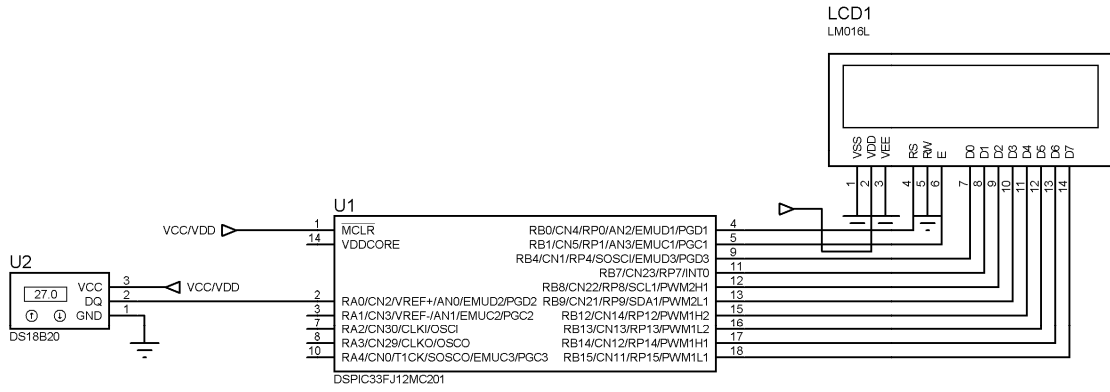 LCD1
LM016L
VSS
VDD
VEE
RS
RW
E
D0
D1
D2
D3
D4
D5
D6
D7
1
2
3
4
5
6
7
8
9
10
11
12
13
14
U1
VCC/VDD
1 MCLR
14 VDDCORE
2 RA0/CN2/VREF+/AN0/EMUD2/PGD2
3 RA1/CN3/VREF-/AN1/EMUC2/PGC2
7 RA2/CN30/CLKI/OSCI
8 RA3/CN29/CLKO/OSCO
10 RA4/CN0/T1CK/SOSCO/EMUC3/PGC3
RB0/CN4/RP0/AN2/EMUD1/PGD1 4
RB1/CN5/RP1/AN3/EMUC1/PGC1 5
RB4/CN1/RP4/SOSCI/EMUD3/PGD3 9
RB7/CN23/RP7/INT0 11
RB8/CN22/RP8/SCL1/PWM2H1 12
RB9/CN21/RP9/SDA1/PWM2L1 13
RB12/CN14/RP12/PWM1H2 15
RB13/CN13/RP13/PWM1L2 16
RB14/CN12/RP14/PWM1H1 17
RB15/CN11/RP15/PWM1L1 18
DSPIC33FJ12MC201
U2
27.0
VCC 3
DQ 2
GND 1
VCC/VDD
DS18B20